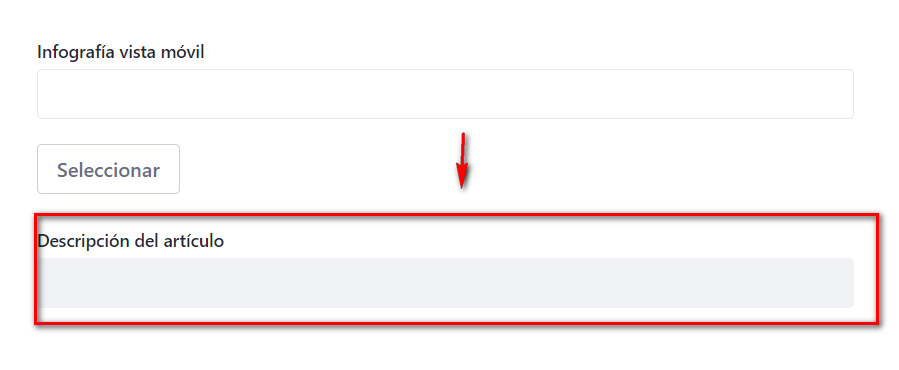 Infografía vista móvil
Seleccionar
Descripción del artículo